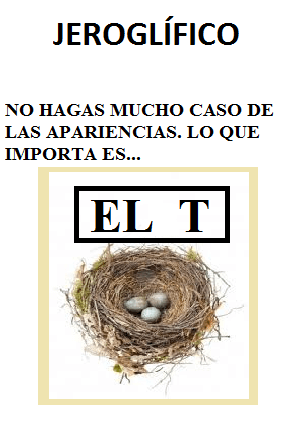 JEROGLÍFICO
NO HAGAS MUCHO CASO DE
LAS APARIENCIAS. LO QUE
IMPORTA ES...
EL T